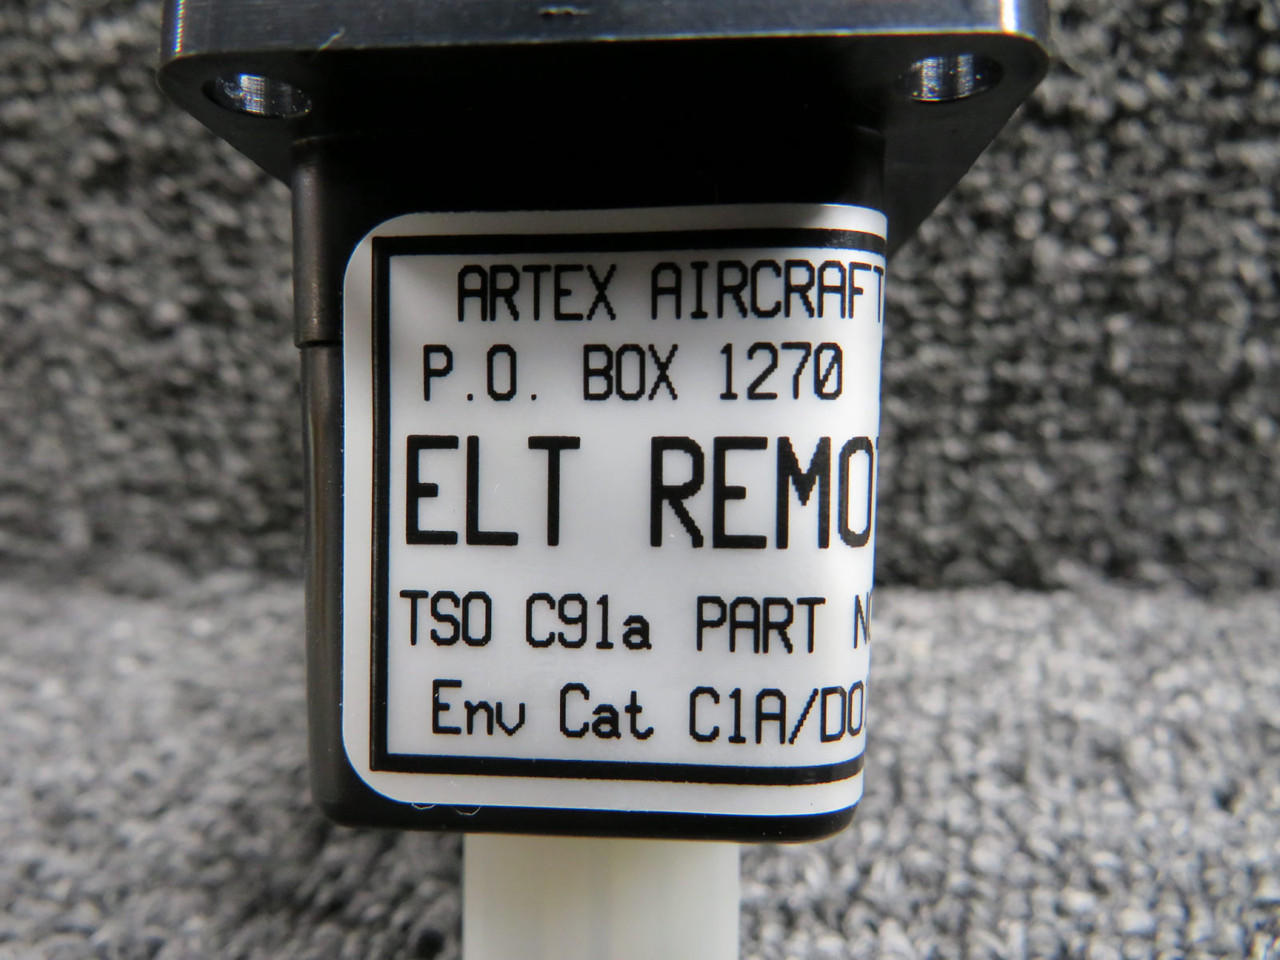 ARTEX AIRCRAFT
P.O. BOX 1270
ELT REMO
TSO C91a PART
Env Cat C1A/DO